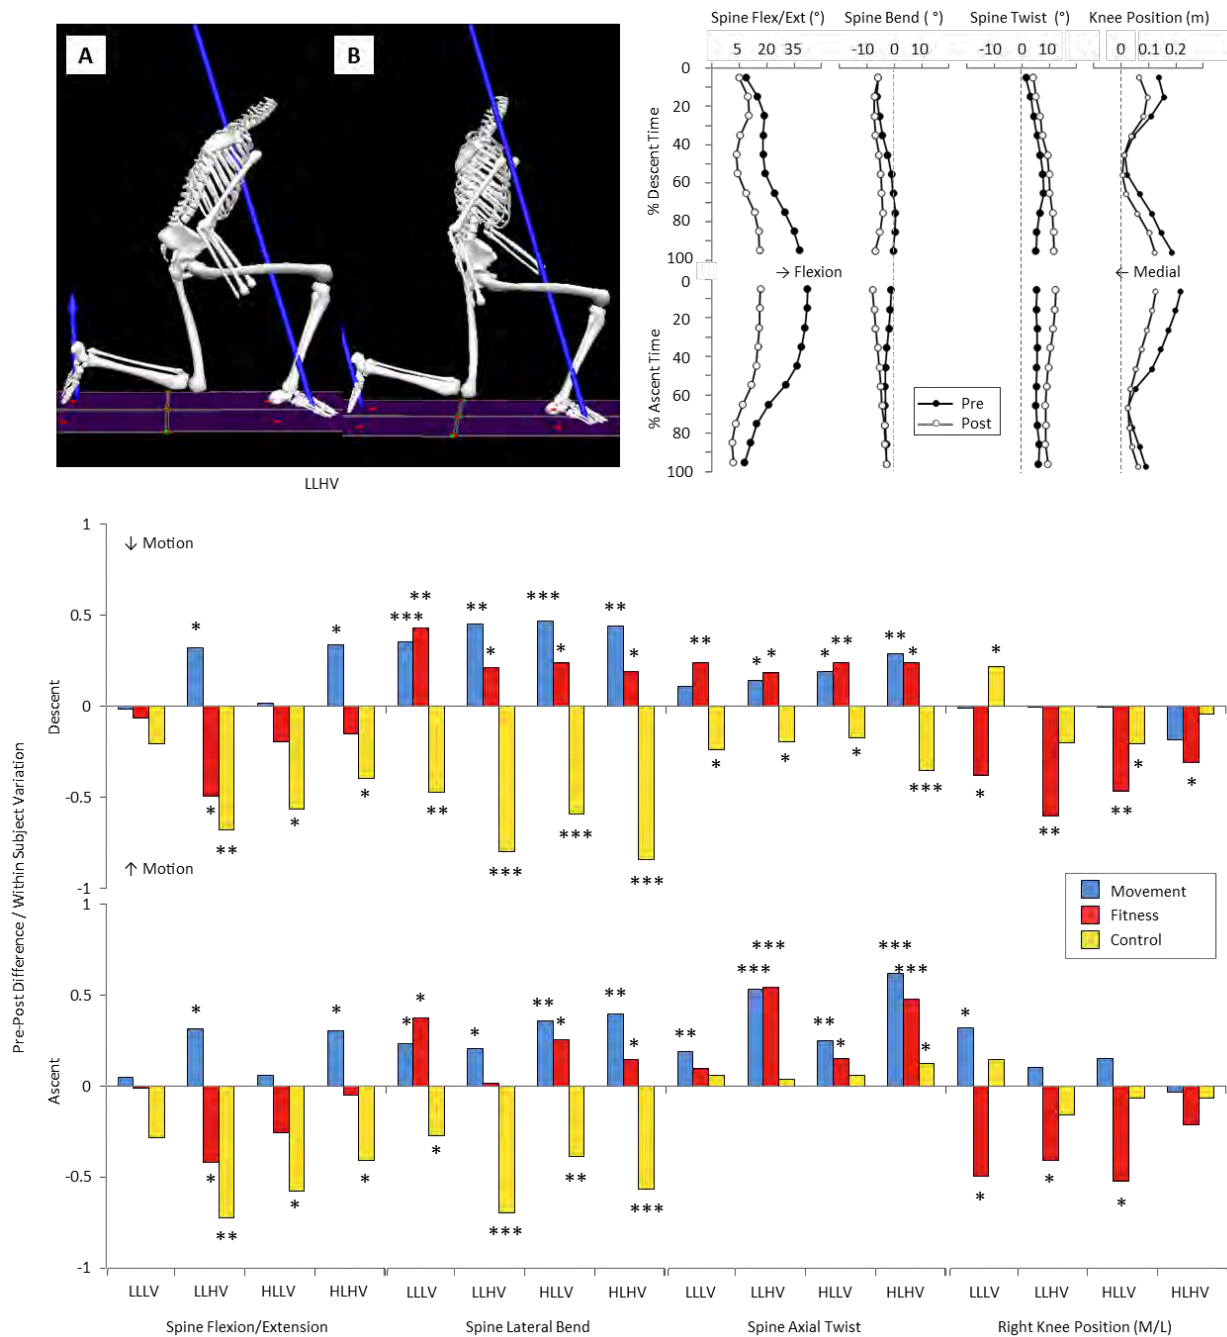 A
B
LLHV
Spine Flex/Ext (°) Spine Bend ( °) Spine Twist (°) Knee Position (m)
5 20 35 -10 0 10 -10 0 10 0 0.1 0.2
0
20
40
60
80
100
% Descent Time
→ Flexion
← Medial
0
20
40
60
80
100
% Ascent Time
Pre
Post
Pre-Post Difference / Within Subject Variation
Descent
1
0.5
0
-0.5
-1
↓ Motion
↑ Motion
* * *** ** ** * *** * ** * ** * * * ** ** * *
* ** * * ** *** *** *** * * * *** * ** ** * *
Movement
Fitness
Control
Ascent
1
0.5
0
-0.5
-1
* * * * * ** * ** * ** *** *** ** * *** *** * *
* ** * * * *** ** *** * * *
LLLV LLHV HLLV HLHV LLLV LLHV HLLV HLHV LLLV LLHV HLLV HLHV LLLV LLHV HLLV HLHV
Spine Flexion/Extension Spine Lateral Bend Spine Axial Twist Right Knee Position (M/L)